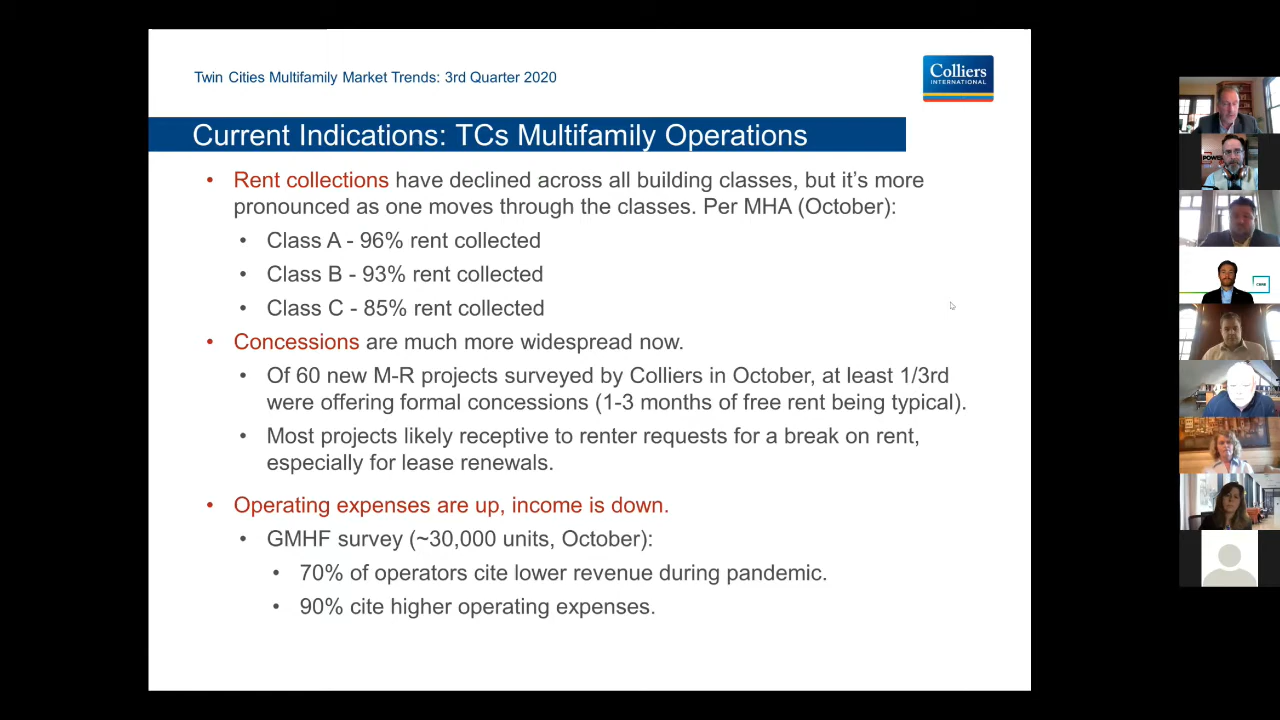 Twin Cities Multifamily Market Trends: 3rd Quarter 2020
Colliers
INTERNATIONAL
Current Indications: TCs Multifamily Operations
• Rent collections have declined across all building classes, but it’s more
pronounced as one moves through the classes. Per MHA (October):
• Class A - 96% rent collected
• Class B - 93% rent collected
• Class C - 85% rent collected
• Concessions are much more widespread now.
• Of 60 new M-R projects surveyed by Colliers in October, at least 1/3rd
were offering formal concessions (1-3 months of free rent being typical).
• Most projects likely receptive to renter requests for a break on rent,
especially for lease renewals.
• Operating expenses are up, income is down.
• GMHF survey (~30,000 units, October):
• 70% of operators cite lower revenue during pandemic.
• 90% cite higher operating expenses.
POWER